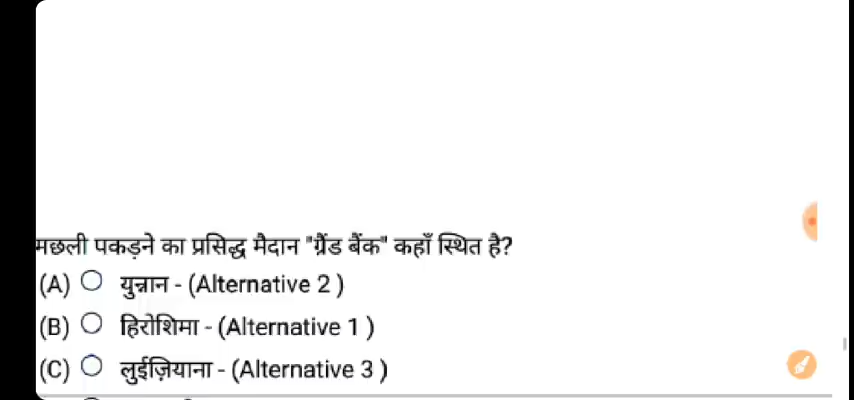 मछली पकड़ने का प्रसिद्ध मैदान "ग्रैंड बैंक" कहाँ स्थित है?
(A) युन्नान - (Alternative 2 )
(B) हिरोशिमा - (Alternative 1 )
(C) लुईज़ियाना - (Alternative 3 )